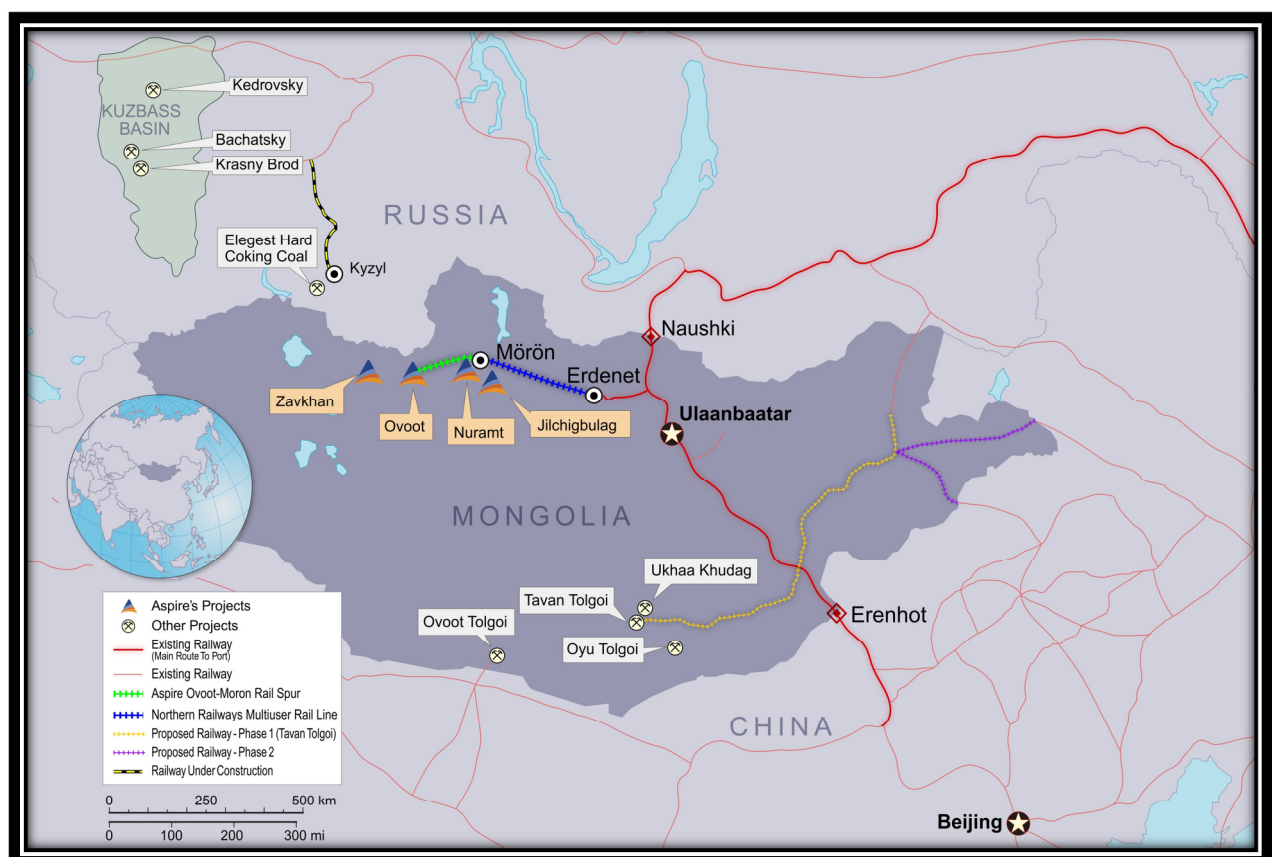 Kedrovsky
KUZBASS
BASIN
Bachatsky
Krasny Brod
RUSSIA
Elegest Hard
Coking Coal
Kyzyl
Naushki
Mörön
Erdenet
Zavkhan
Ovoot
Nuramt
Jilchigbulag
Ulaanbaatar
MONGOLIA
Ukhaa Khudag
Tavan Tolgoi
Ovoot Tolgoi
Oyu Tolgoi
Erenhot
CHINA
Beijing
Aspire's Projects
Other Projects
Existing Railway
(Main Route To Port)
Existing Railway
Aspire Ovoot-Moron Rail Spur
Northern Railways Multiuser Rail Line
Proposed Railway - Phase 1 (Tavan Tolgoi)
Proposed Railway - Phase 2
Railway Under Construction
0 250 500 km
0 100 200 300 mi